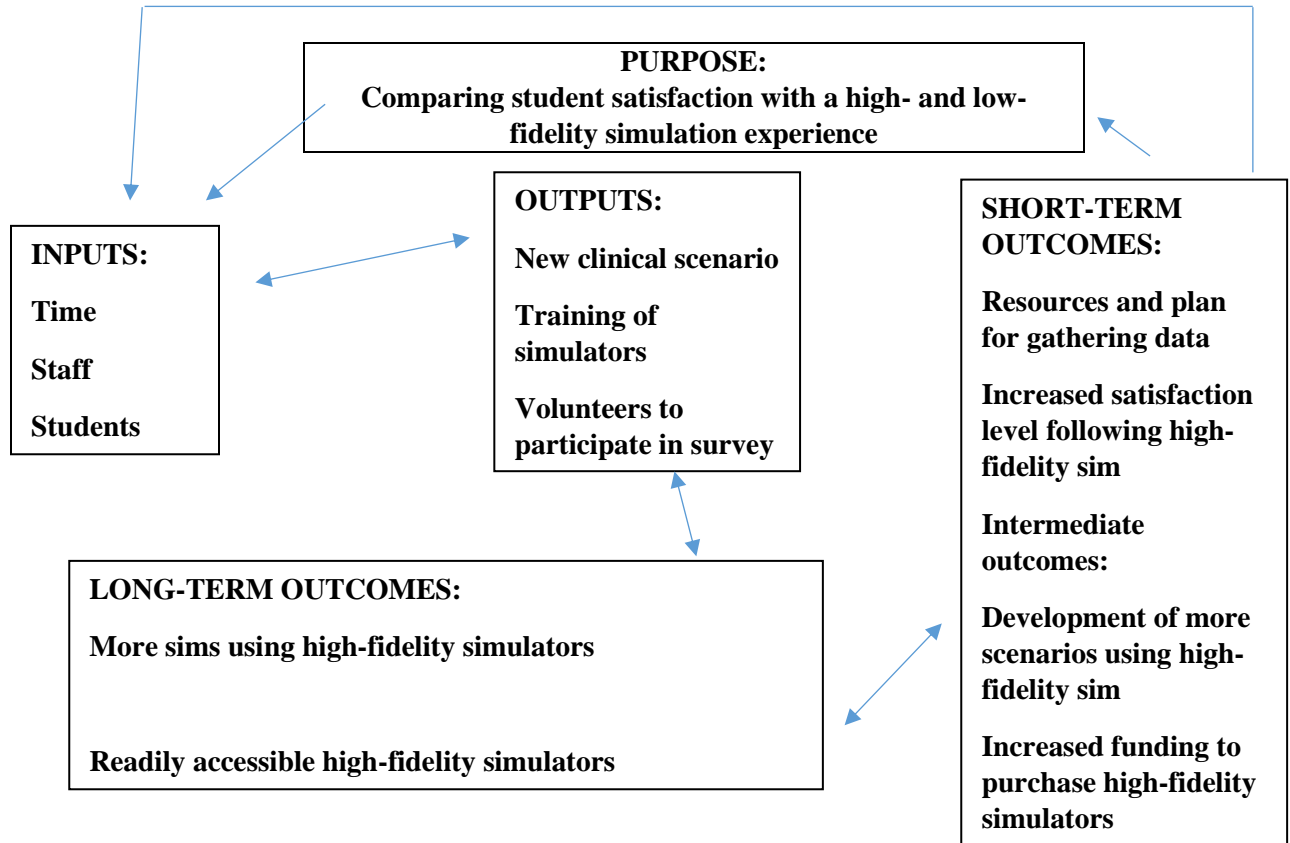 PURPOSE:
Comparing student satisfaction with a high- and low-
fidelity simulation experience
INPUTS:
Time
Staff
Students
OUTPUTS:
New clinical scenario
Training of
simulators
Volunteers to
participate in survey
SHORT-TERM
OUTCOMES:
Resources and plan
for gathering data
Increased satisfaction
level following high-
fidelity sim
Intermediate
outcomes:
Development of more
scenarios using high-
fidelity sim
Increased funding to
purchase high-fidelity
simulators
LONG-TERM OUTCOMES:
More sims using high-fidelity simulators
Readily accessible high-fidelity simulators